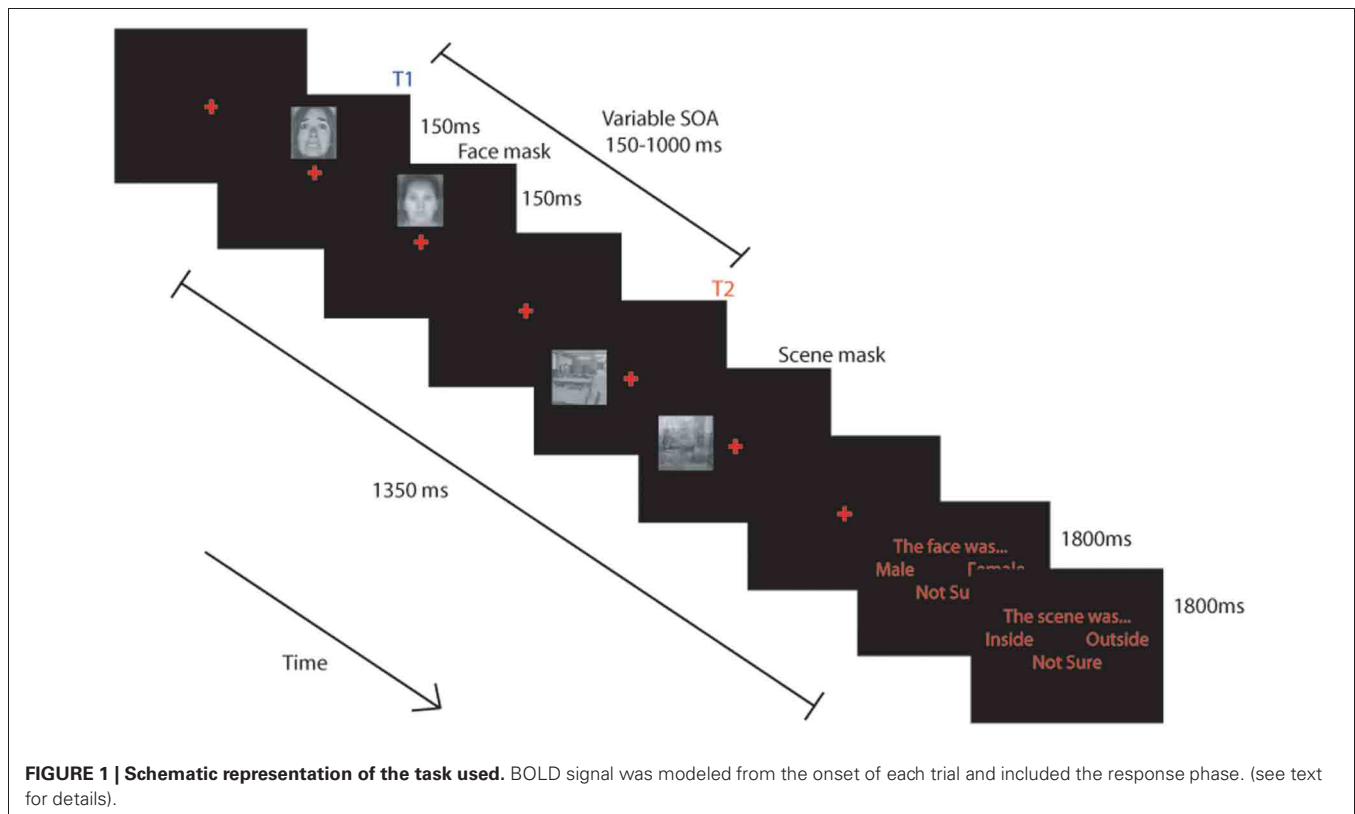 T1
150ms
Variable SOA
150-1000 ms
Face mask
150ms
T2
Scene mask
1350 ms
The face was...
1800ms
Male
Not Su
1800ms
The scene was...
Inside Outside
Not Sure
Time
FIGURE 1 | Schematic representation of the task used. BOLD signal was modeled from the onset of each trial and included the response phase. (see text
for details).